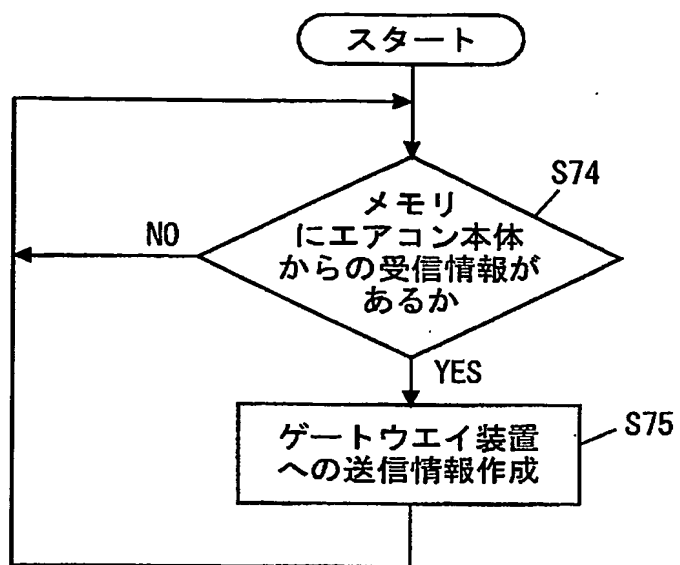 スタート
S74
メモリ
にエアコン本体
からの受信情報が
あるか
NO
YES
S75
ゲートウエイ装置
への送信情報作成